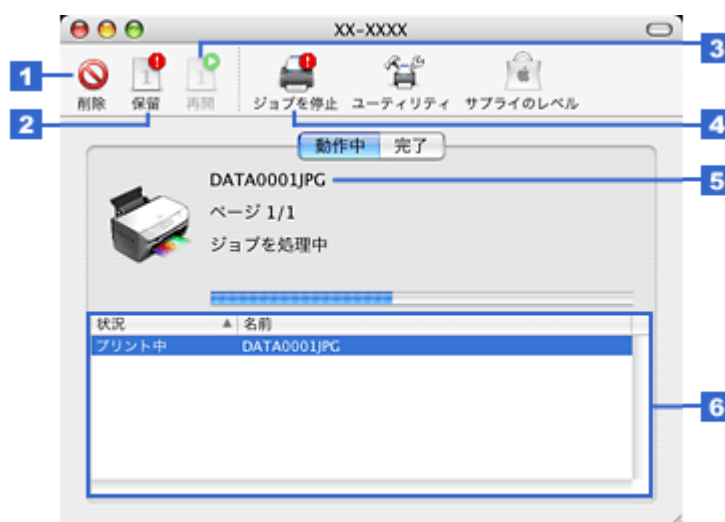 XX-XXXX
1
2
3
4
5
6
削除 保留 再開 ジョブを停止 ユーティリティ サプライのレベル
動作中 完了
DATA0001JPG
ページ 1/1
ジョブを処理中
状況 ▲ 名前
プリント中 DATA0001JPG